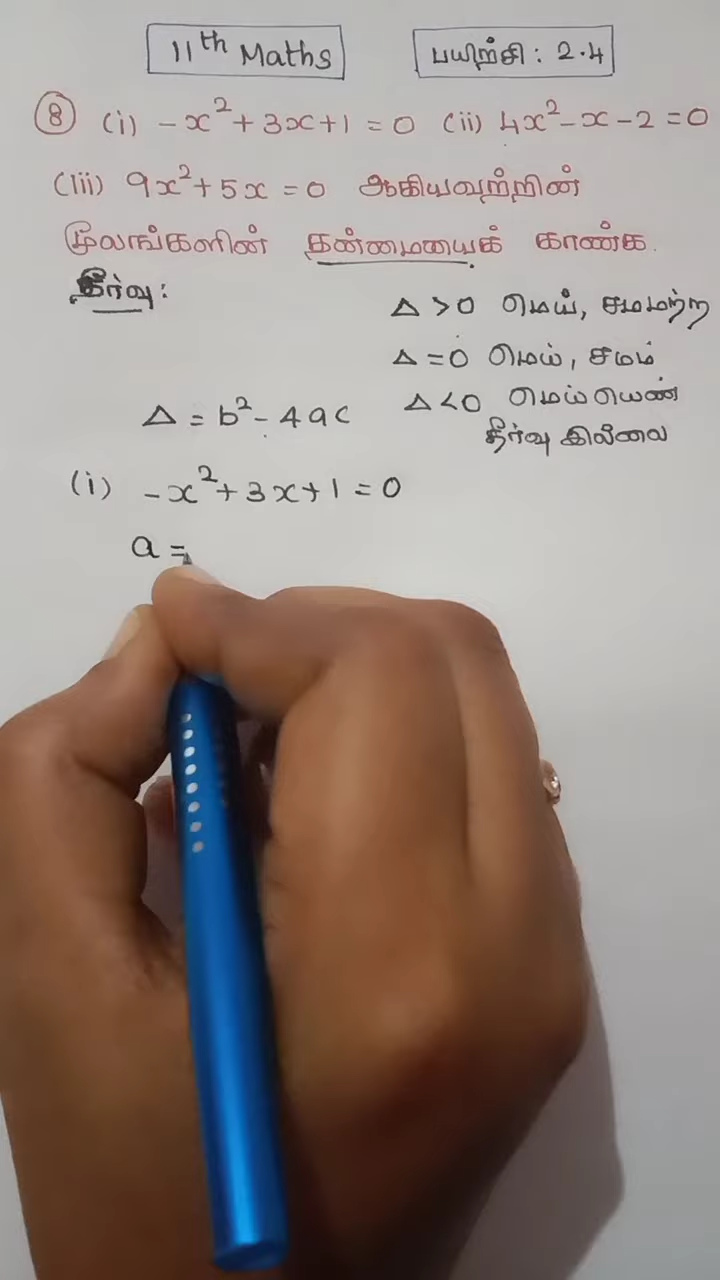 11th Maths பயிற்சி : 2.4
⑧ (i) -x²+3x+1=0 (ii) 4x²-x-2=0
(iii) 9x²+5x=0 ஆகியவற்றின்
மூலங்களின் தன்மையைக் காண்க.
தீர்வு :
Δ>0 மெய், சமமற்ற
Δ=0 மெய், சமம்
Δ = b²-4ac Δ<0 மெய்யெண்
தீர்வு இல்லை
(i) -x²+3x+1=0
a =